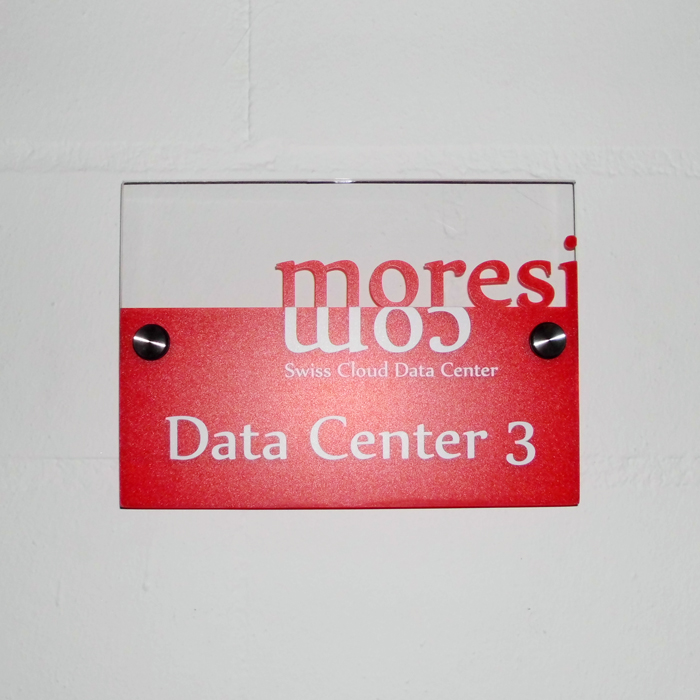 moresi
com
Swiss Cloud Data Center
Data Center 3